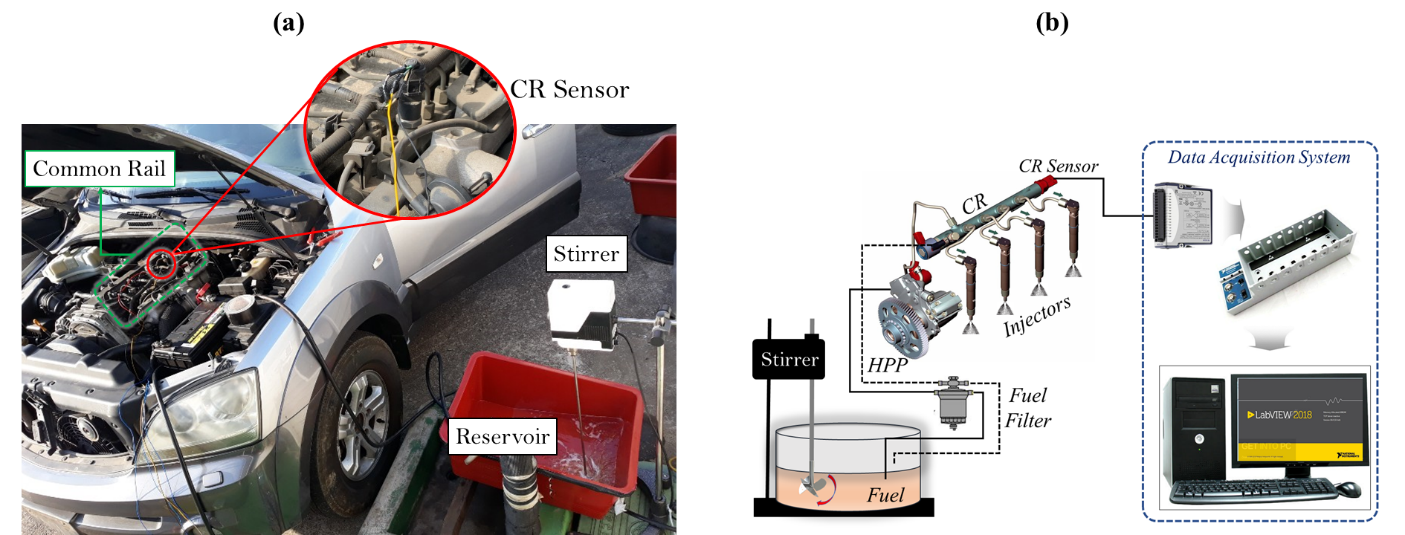 (a)
(b)
CR Sensor
Common Rail
Stirrer
Reservoir
CR Sensor
CR
Injectors
HPP
Stirrer
Fuel
Filter
Fuel
Data Acquisition System
LabVIEW 2018